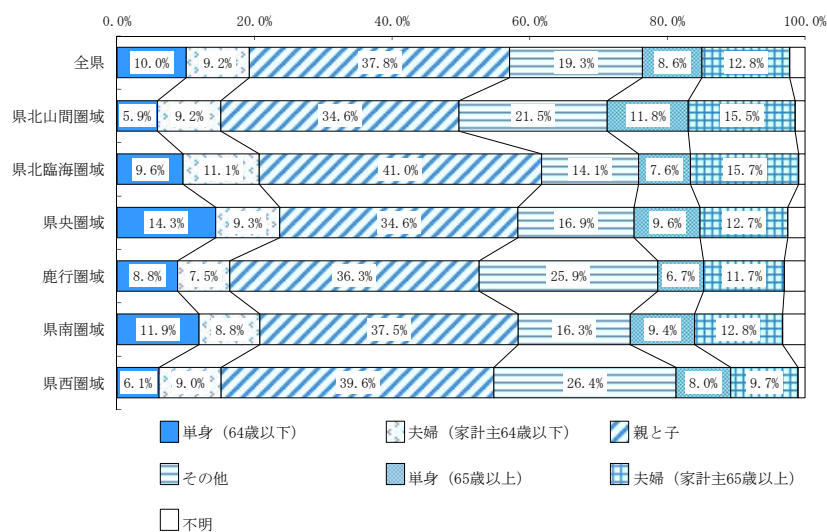 0.0% 20.0% 40.0% 60.0% 80.0% 100.0%
全県 10.0% 9.2% 37.8% 19.3% 8.6% 12.8%
県北山間圏域 5.9% 9.2% 34.6% 21.5% 11.8% 15.5%
県北臨海圏域 9.6% 11.1% 41.0% 14.1% 7.6% 15.7%
県央圏域 14.3% 9.3% 34.6% 16.9% 9.6% 12.7%
鹿行圏域 8.8% 7.5% 36.3% 25.9% 6.7% 11.7%
県南圏域 11.9% 8.8% 37.5% 16.3% 9.4% 12.8%
県西圏域 6.1% 9.0% 39.6% 26.4% 8.0% 9.7%
単身（64歳以下） 夫婦（家計主64歳以下） 親と子
その他 単身（65歳以上） 夫婦（家計主65歳以上）
不明